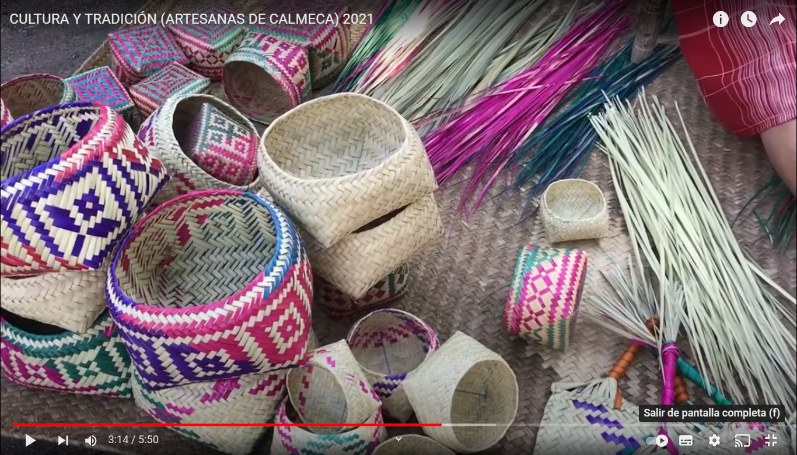 CULTURA Y TRADICIÓN (ARTESANAS DE CALMECA) 2021
Salir de pantalla completa (f)
3:14 / 5:50